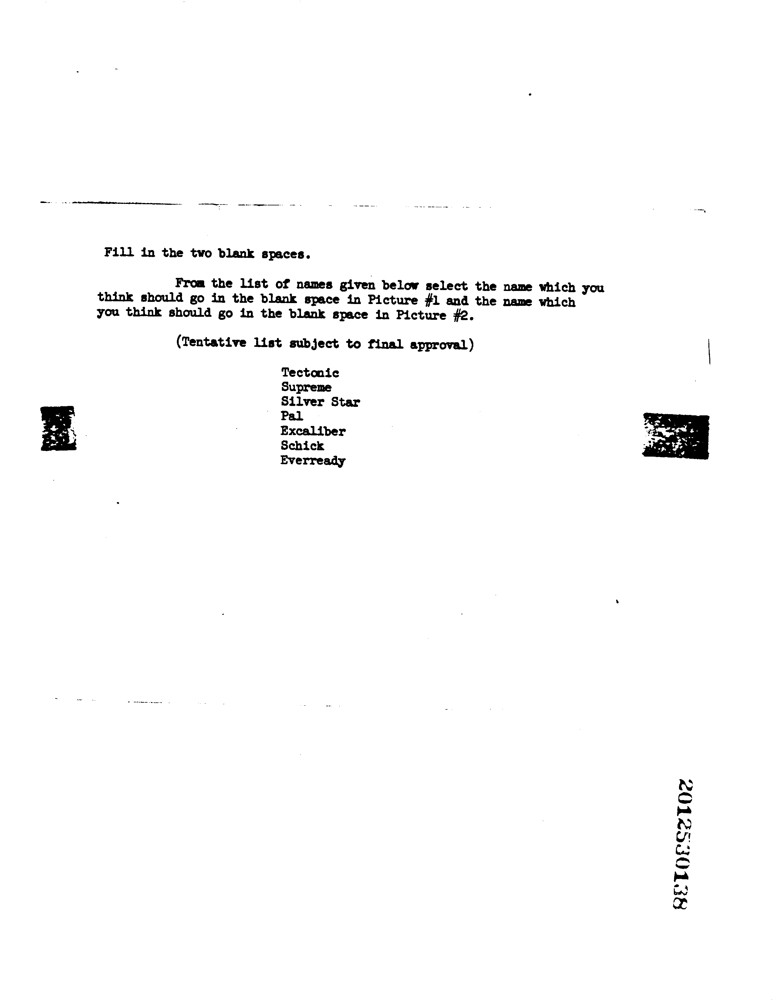 Fill in the two blank spaces.
From the list of names given below select the name which you
think should go in the blank space in Picture #1 and the name which
you think should go in the blank space in Picture #2.
(Tentative list subject to final approval)
Tectonic
Supreme
Silver Star
Pal
Excaliber
Schick
Everready
2012530138